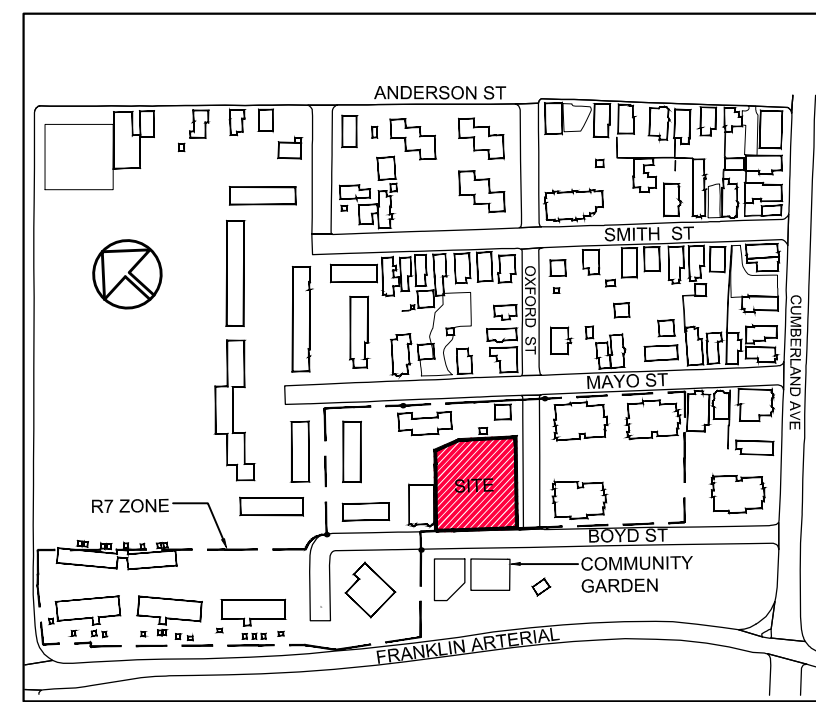 ANDERSON ST
SMITH ST
OXFORD ST
CUMBERLAND AVE
MAYO ST
SITE
R7 ZONE
BOYD ST
COMMUNITY
GARDEN
FRANKLIN ARTERIAL